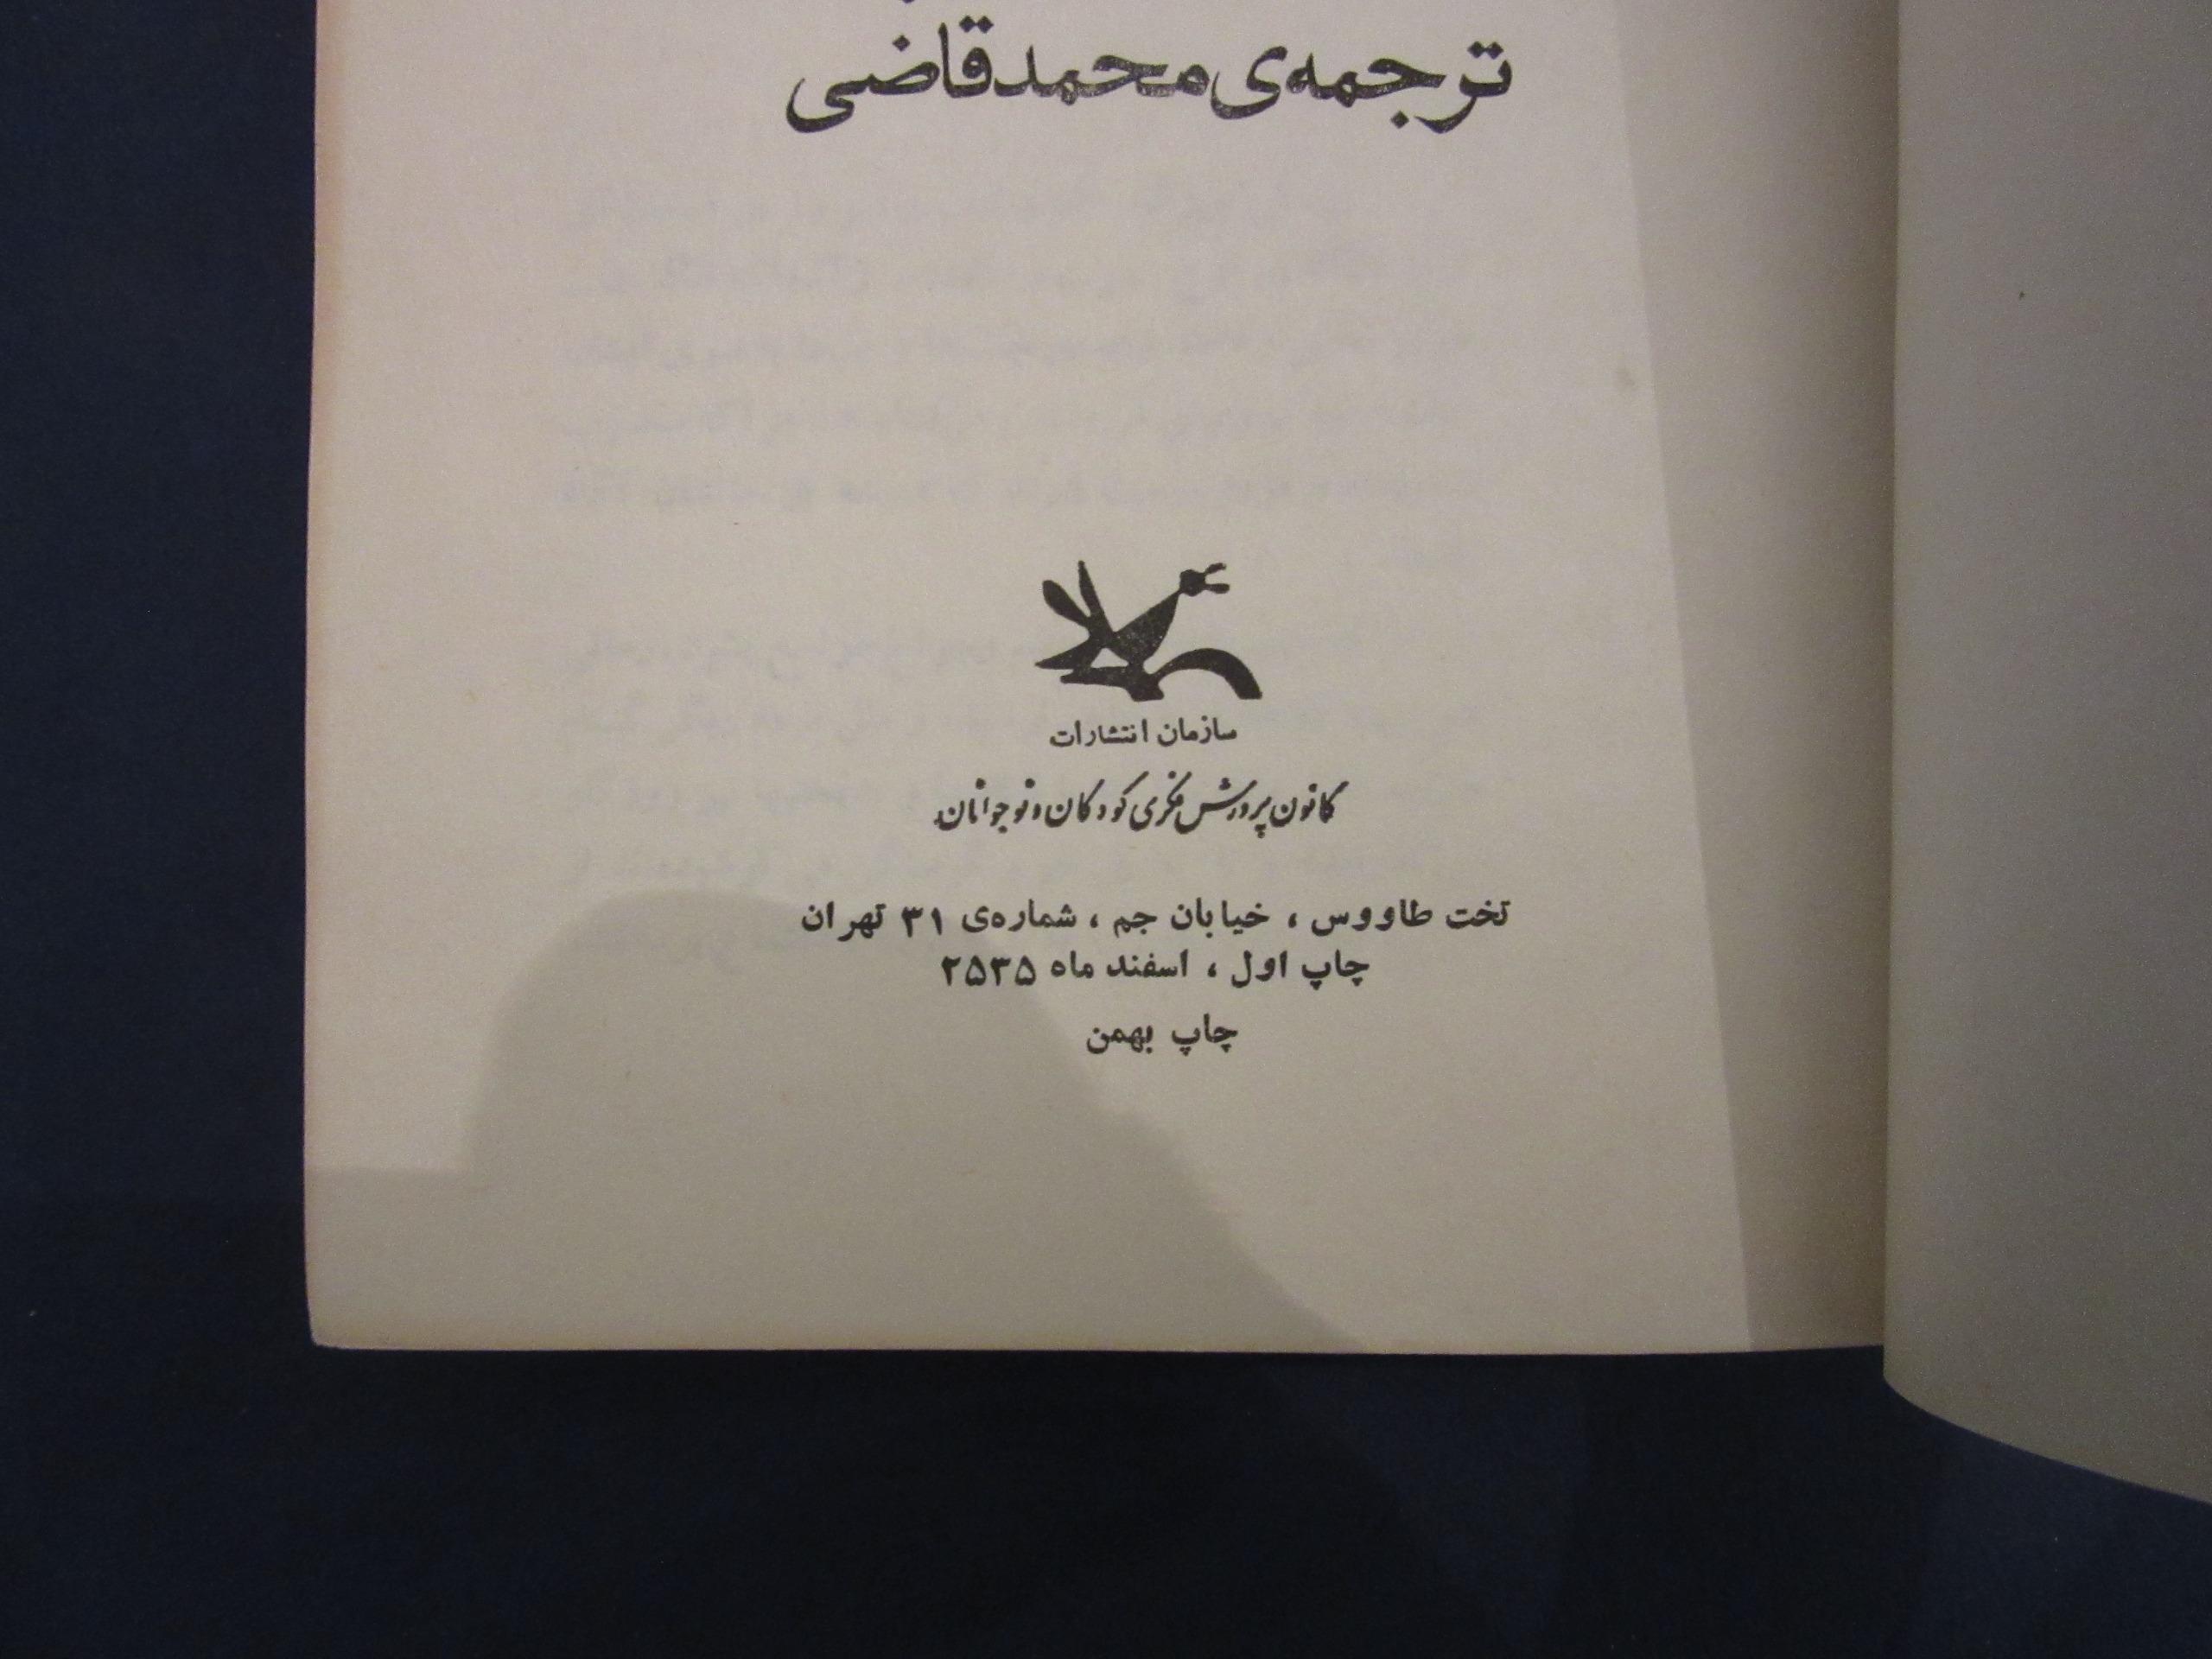 ترجمه‌ی محمد قاضی
سازمان انتشارات
کانون پرورش فکری کودکان و نوجوانان
تخت طاووس ، خیابان جم ، شماره‌ی ۳۱ تهران
چاپ اول ، اسفند ماه ۲۵۳۵
چاپ بهمن